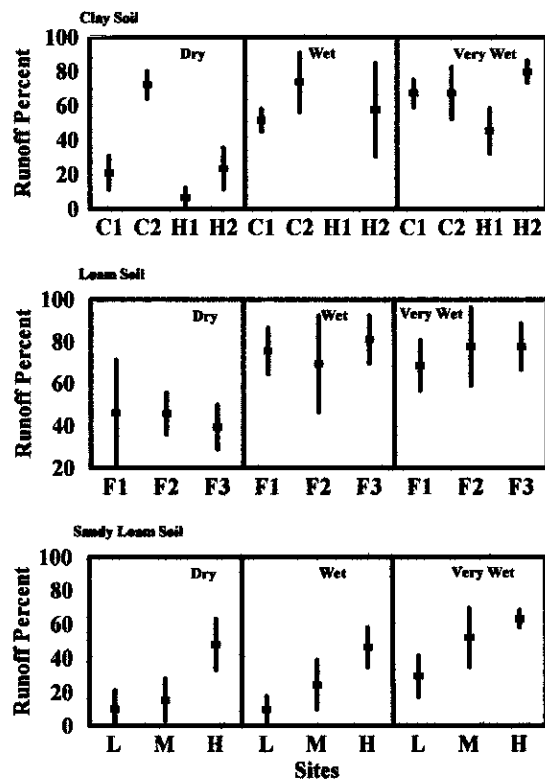 Clay Soil
100
80
60
40
20
0
Runoff Percent
Dry
Wet
Very Wet
C1 C2 H1 H2 C1 C2 H1 H2 C1 C2 H1 H2
Loam Soil
100
80
60
40
20
Runoff Percent
Dry
Wet
Very Wet
F1 F2 F3 F1 F2 F3 F1 F2 F3
Sandy Loam Soil
100
80
60
40
20
0
Runoff Percent
Dry
Wet
Very Wet
L M H L M H L M H
Sites